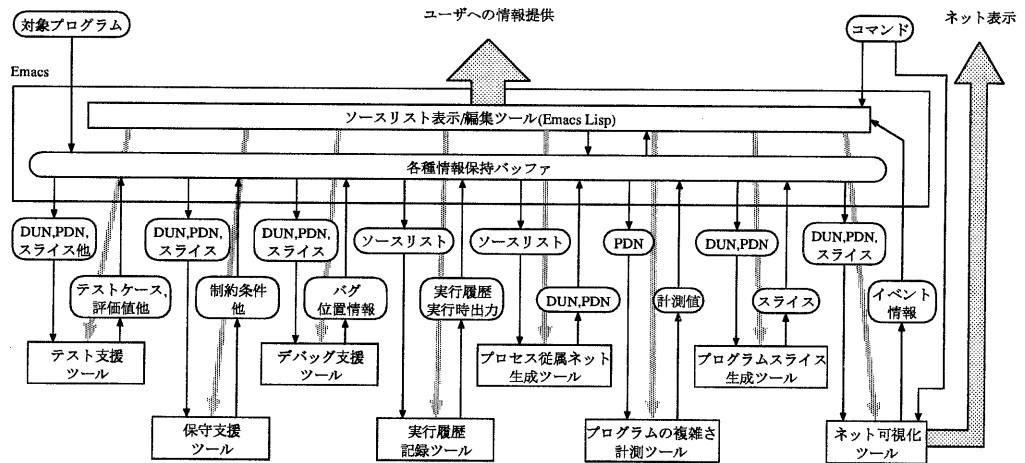 ユーザへの情報提供
ネット表示
対象プログラム
コマンド
Emacs
ソースリスト表示/編集ツール(Emacs Lisp)
各種情報保持バッファ
DUN,PDN,
スライス他
DUN,PDN,
スライス
DUN,PDN,
スライス
ソースリスト
ソースリスト
PDN
DUN,PDN
DUN,PDN,
スライス
テストケース,
評価値他
制約条件
他
バグ
位置情報
実行履歴
実行時出力
DUN,PDN
計測値
スライス
イベント
情報
テスト支援
ツール
デバッグ支援
ツール
プロセス従属ネット
生成ツール
プログラムスライス
生成ツール
保守支援
ツール
実行履歴
記録ツール
プログラムの複雑さ
計測ツール
ネット可視化
ツール